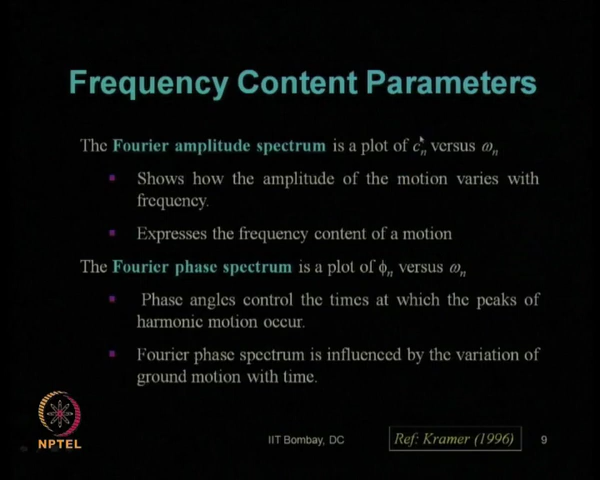 Frequency Content Parameters
The Fourier amplitude spectrum is a plot of cₙ versus ωₙ
▪ Shows how the amplitude of the motion varies with
frequency.
▪ Expresses the frequency content of a motion
The Fourier phase spectrum is a plot of ϕₙ versus ωₙ
▪ Phase angles control the times at which the peaks of
harmonic motion occur.
▪ Fourier phase spectrum is influenced by the variation of
ground motion with time.
NPTEL
IIT Bombay, DC
Ref: Kramer (1996)
9